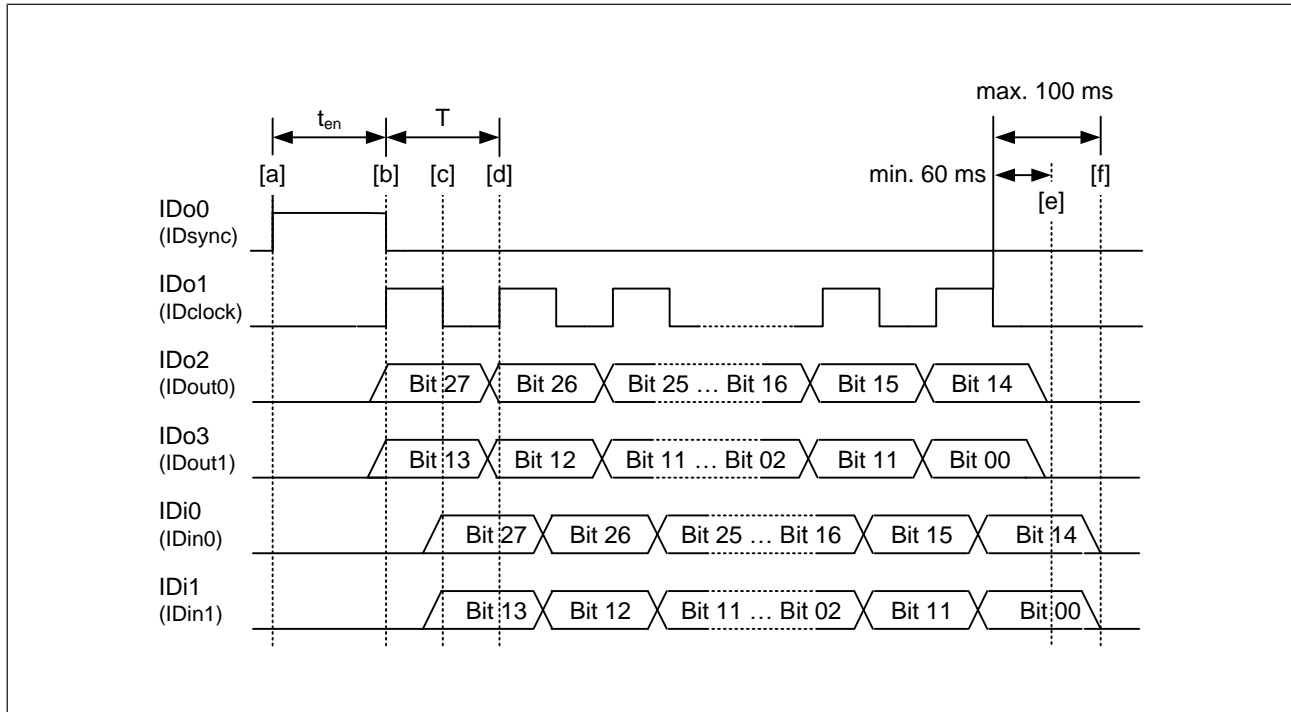 max. 100 ms
t_en T
[a] [b] [c] [d] min. 60 ms [e] [f]
IDo0
(IDsync)
IDo1
(IDclock)
IDo2
(IDout0) Bit 27 Bit 26 Bit 25 … Bit 16 Bit 15 Bit 14
IDo3
(IDout1) Bit 13 Bit 12 Bit 11 … Bit 02 Bit 11 Bit 00
IDi0
(IDin0) Bit 27 Bit 26 Bit 25 … Bit 16 Bit 15 Bit 14
IDi1
(IDin1) Bit 13 Bit 12 Bit 11 … Bit 02 Bit 11 Bit 00